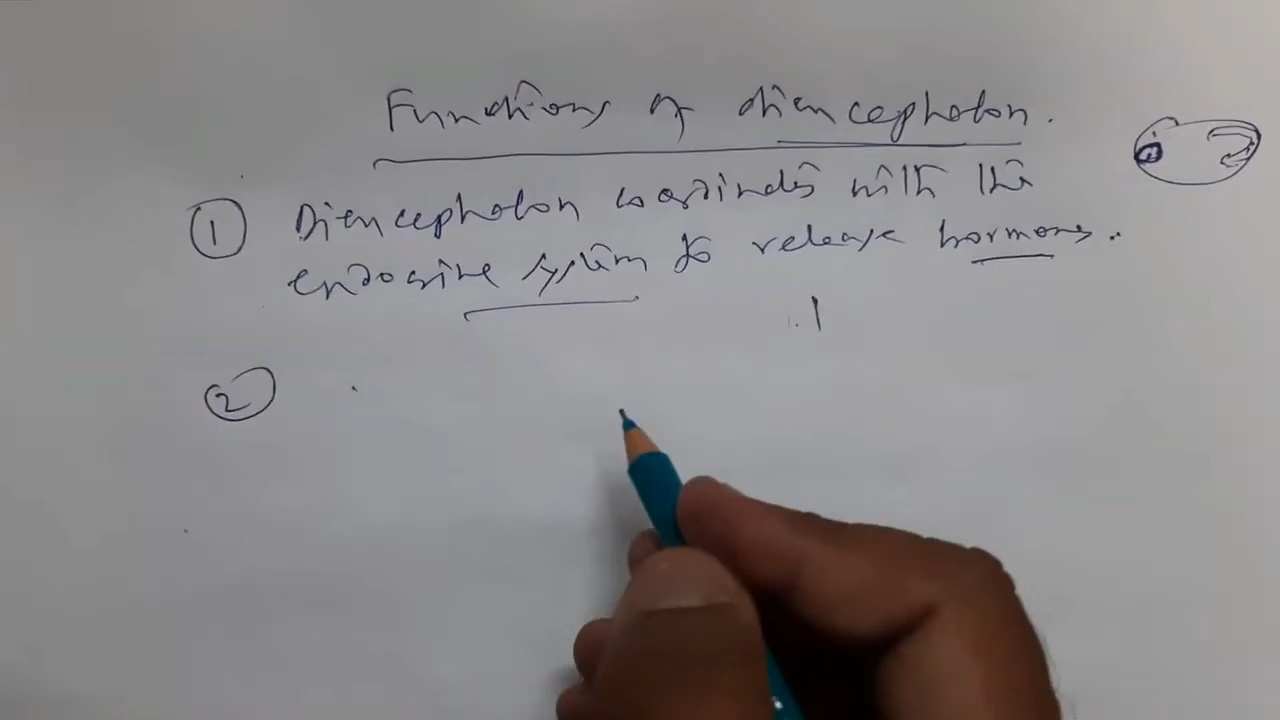 Functions of diencephalon.
① Diencephalon coordinates with the
endocrine system to release hormones.
②